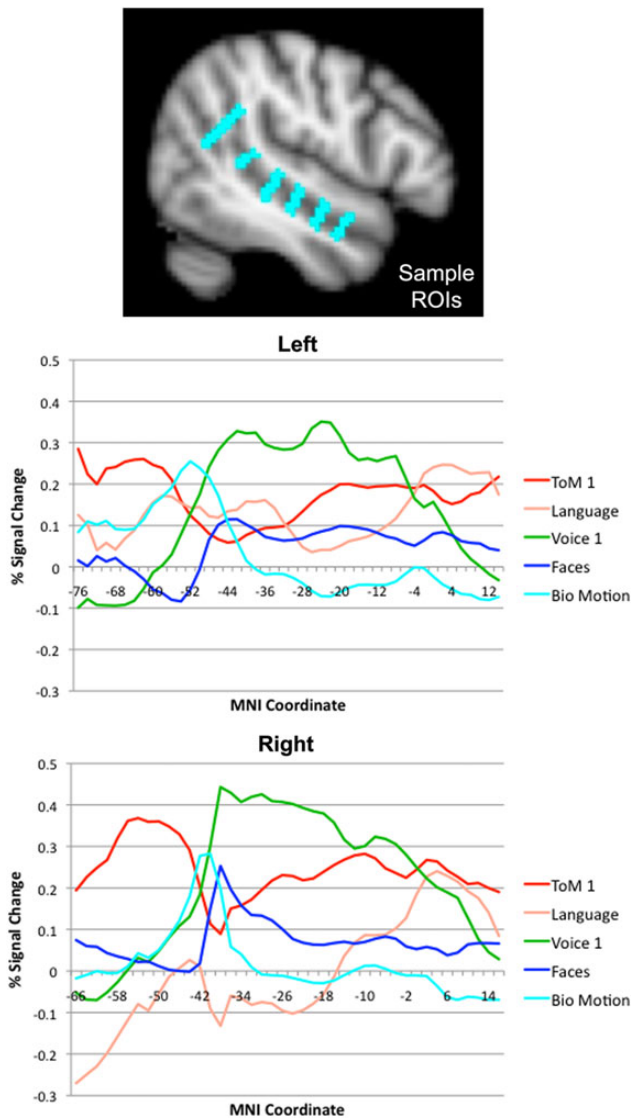 Sample
ROIs
Left
0.5
0.4
0.3
0.2
0.1
0
-0.1
-0.2
-0.3
% Signal Change
-76 -68 -60 -52 -44 -36 -28 -20 -12 -4 4 12
MNI Coordinate
ToM 1
Language
Voice 1
Faces
Bio Motion
Right
0.5
0.4
0.3
0.2
0.1
0
-0.1
-0.2
-0.3
% Signal Change
-66 -58 -50 -42 -34 -26 -18 -10 -2 6 14
MNI Coordinate
ToM 1
Language
Voice 1
Faces
Bio Motion